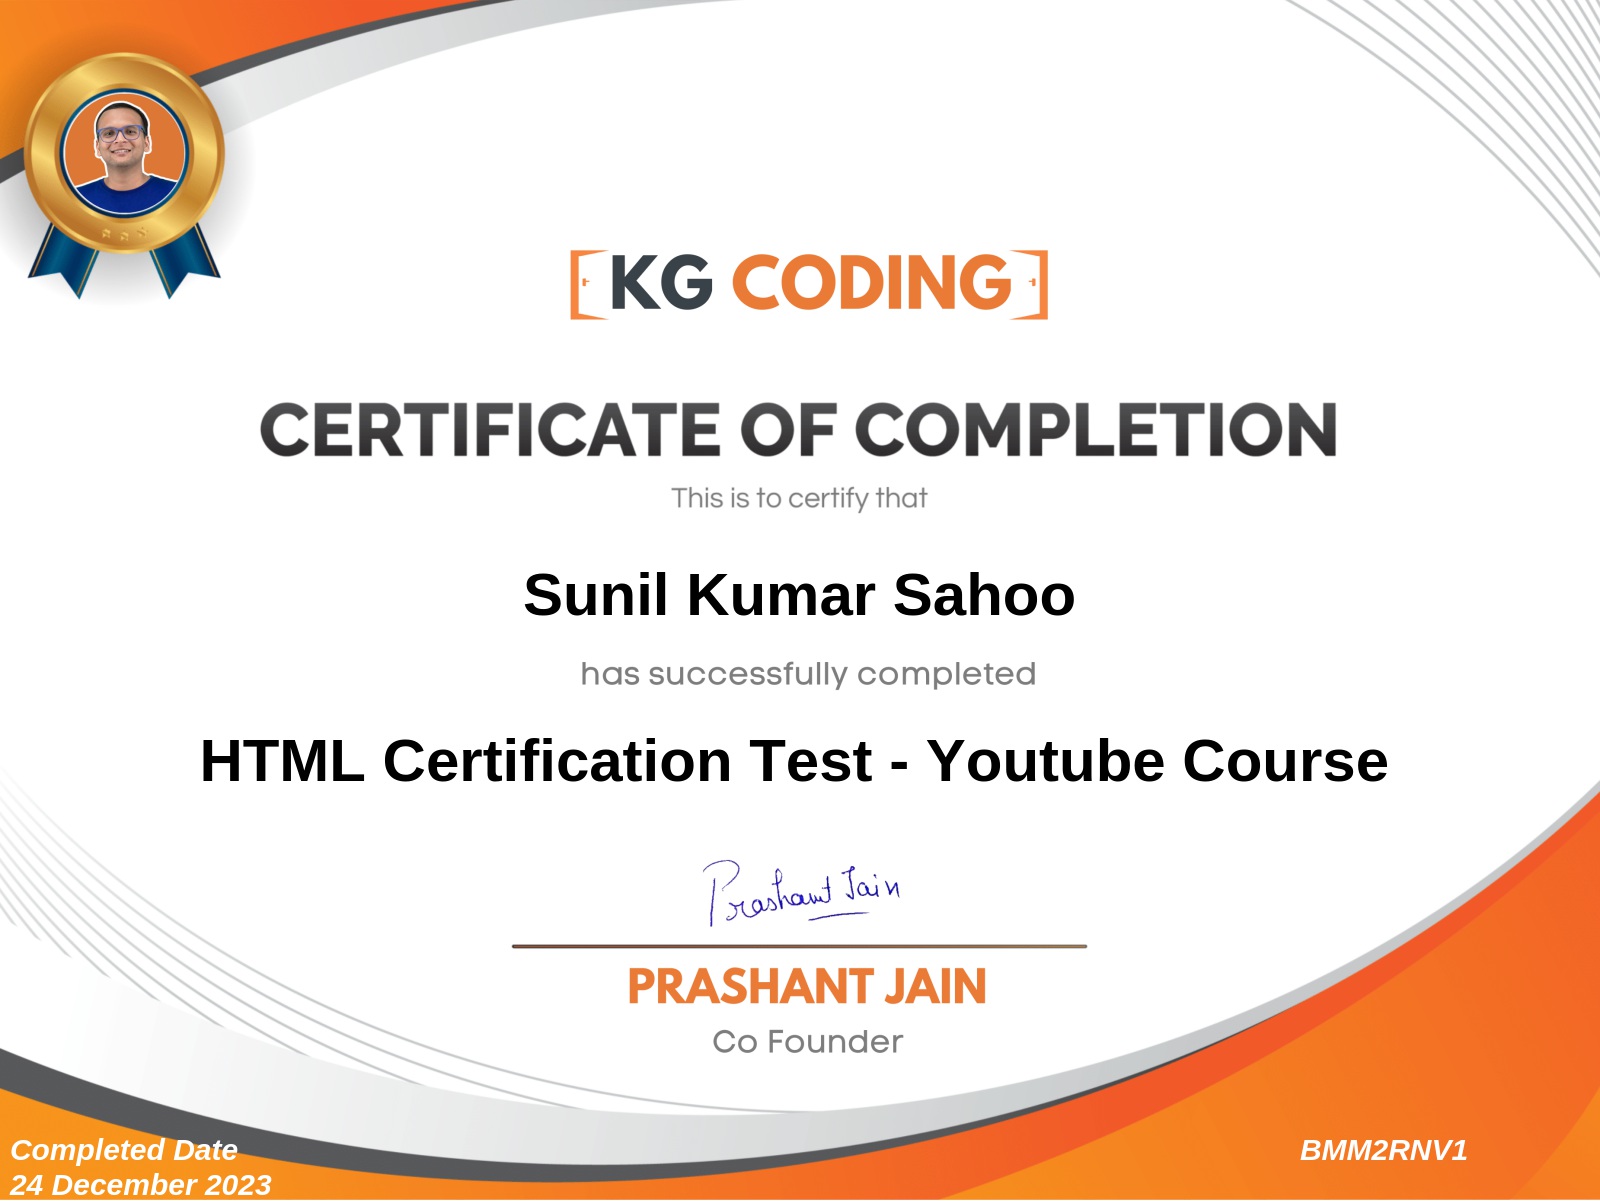 KG CODING
CERTIFICATE OF COMPLETION
This is to certify that
Sunil Kumar Sahoo
has successfully completed
HTML Certification Test - Youtube Course
Prashant Jain
PRASHANT JAIN
Co Founder
Completed Date
24 December 2023
BMM2RNV1